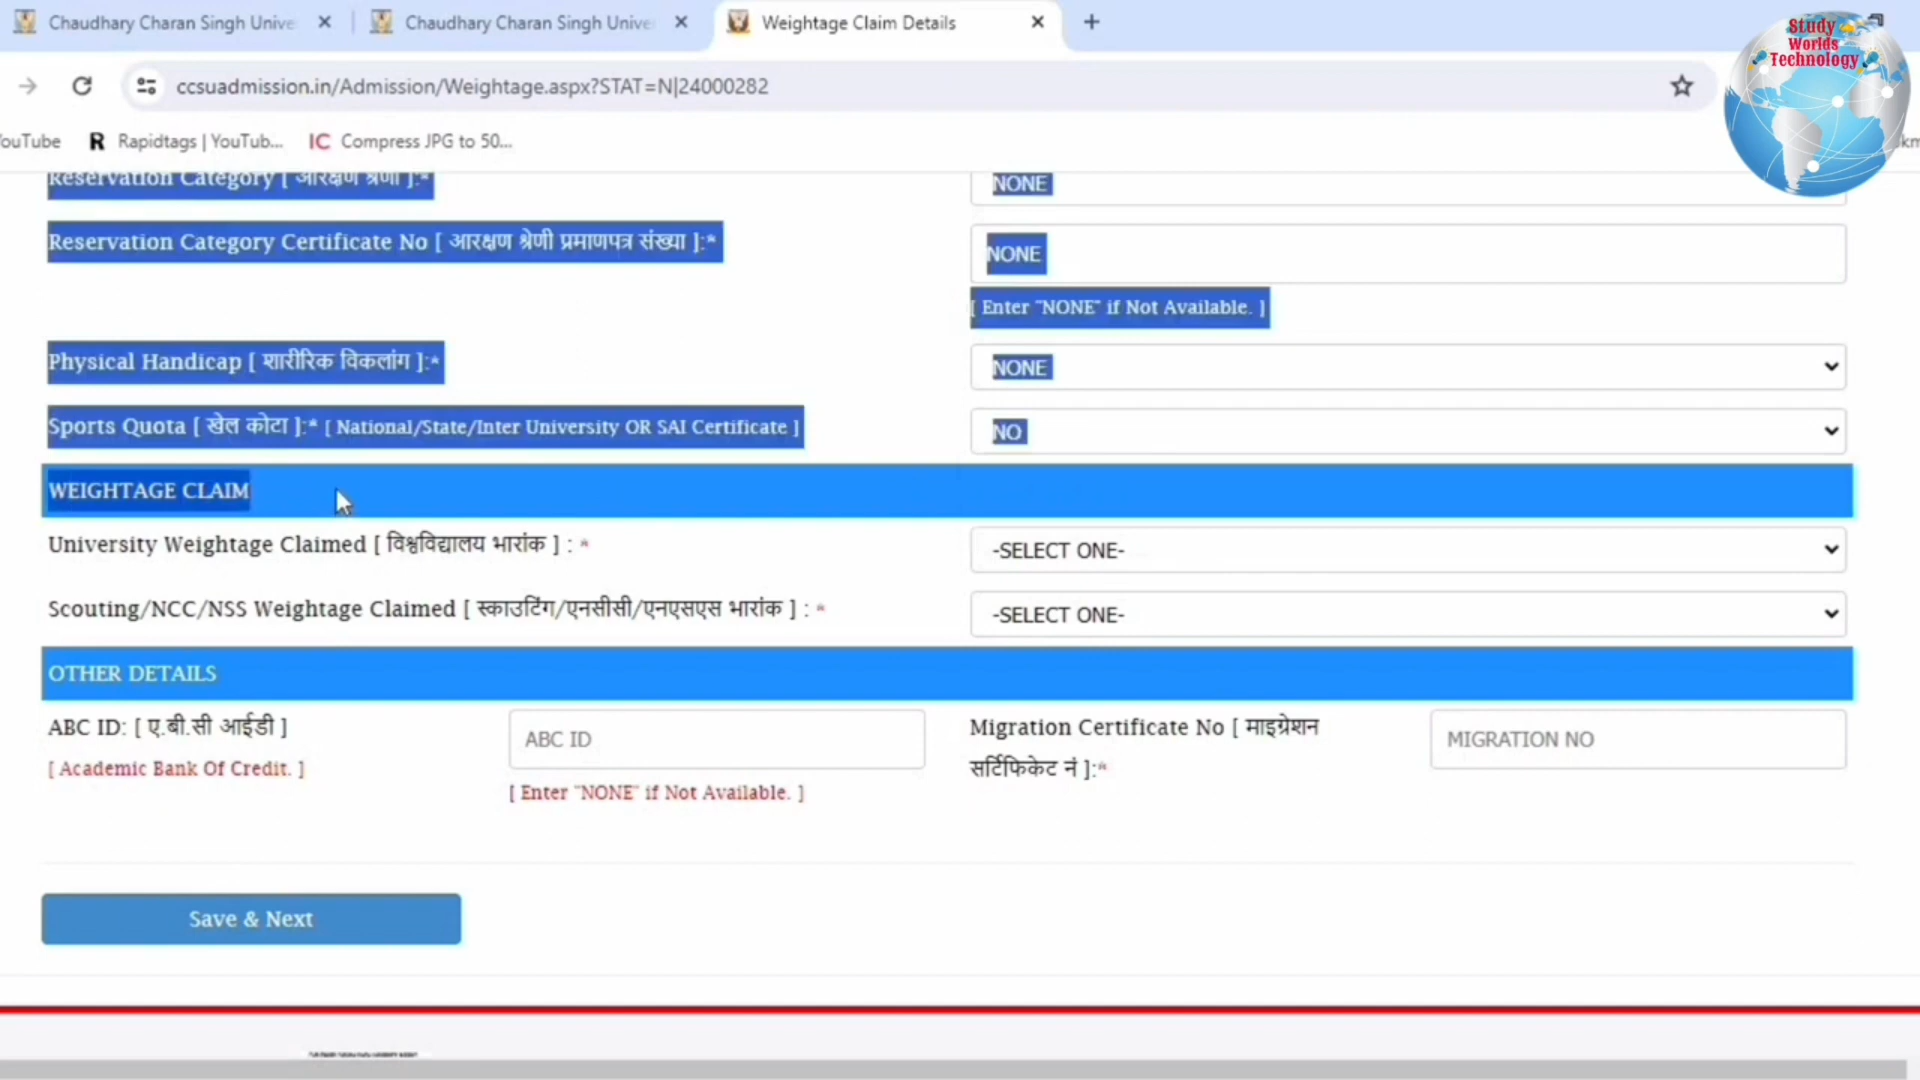 Chaudhary Charan Singh Unive
Chaudhary Charan Singh Unive
Weightage Claim Details
Study
Worlds
Technology
ccsuadmission.in/Admission/Weightage.aspx?STAT=N|24000282
ouTube
R Rapidtags | YouTub...
IC Compress JPG to 50...
Reservation Category [ आरक्षण श्रेणी ]:*
NONE
Reservation Category Certificate No [ आरक्षण श्रेणी प्रमाणपत्र संख्या ]:*
NONE
[ Enter "NONE" if Not Available. ]
Physical Handicap [ शारीरिक विकलांग ]:*
NONE
Sports Quota [ खेल कोटा ]:* [ National/State/Inter University OR SAI Certificate ]
NO
WEIGHTAGE CLAIM
University Weightage Claimed [ विश्वविद्यालय भारांक ] : *
-SELECT ONE-
Scouting/NCC/NSS Weightage Claimed [ स्काउटिंग/एनसीसी/एनएसएस भारांक ] : *
-SELECT ONE-
OTHER DETAILS
ABC ID: [ ए.बी.सी आईडी ]
[ Academic Bank Of Credit. ]
ABC ID
[ Enter "NONE" if Not Available. ]
Migration Certificate No [ माइग्रेशन
सर्टिफिकेट नं ]:*
MIGRATION NO
Save & Next